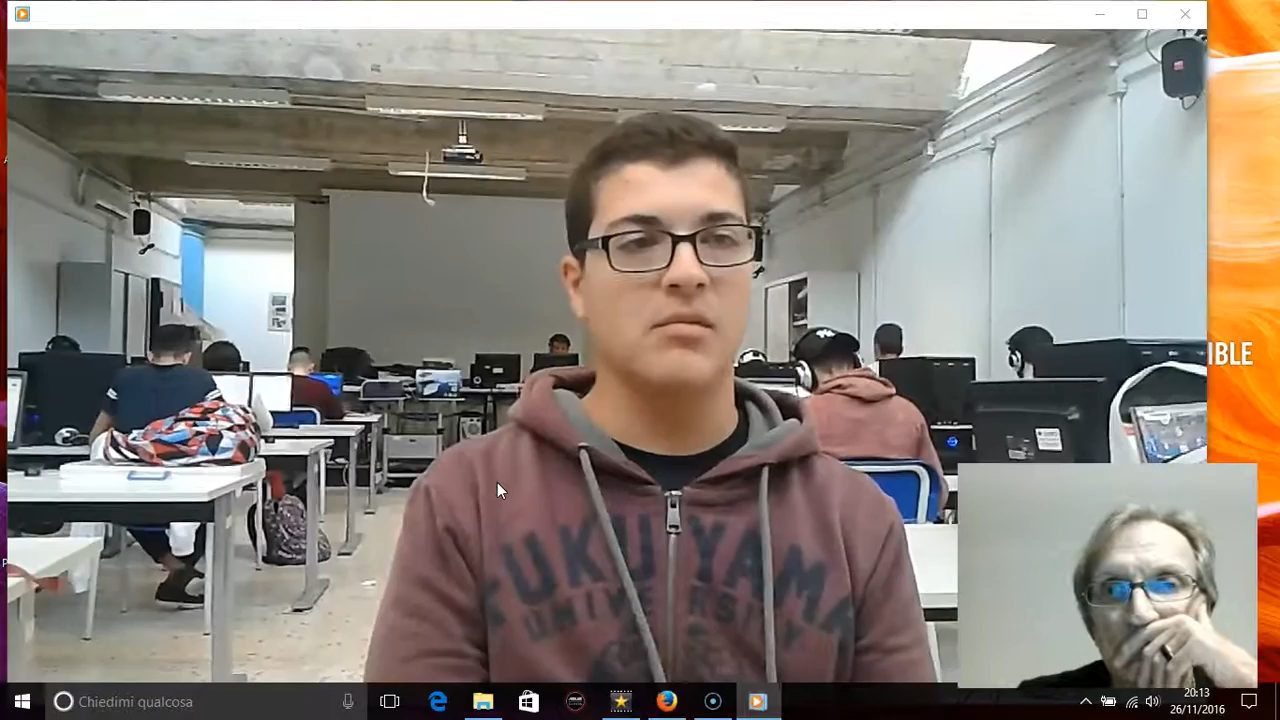 IBLE
FUKUYAMA
UNIVERSITY
Chiedimi qualcosa
20:13
26/11/2016